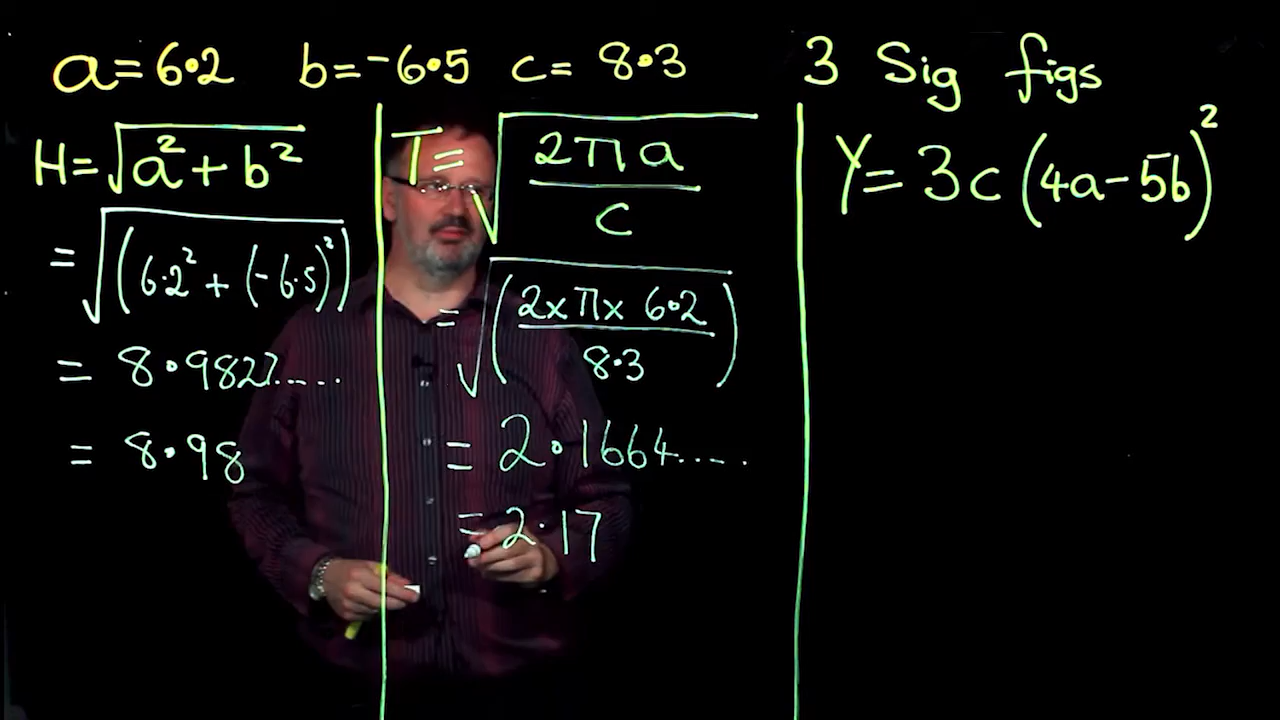 a = 6·2 b = -6·5 c = 8·3 3 Sig figs
H = √(a² + b²)
= √(6·2² + (-6·5)²)
= 8·9827.....
= 8·98
T = √(2πa / c)
= √(2 × π × 6·2 / 8·3)
= 2·1664.....
= 2·17
Y = 3c (4a - 5b)²